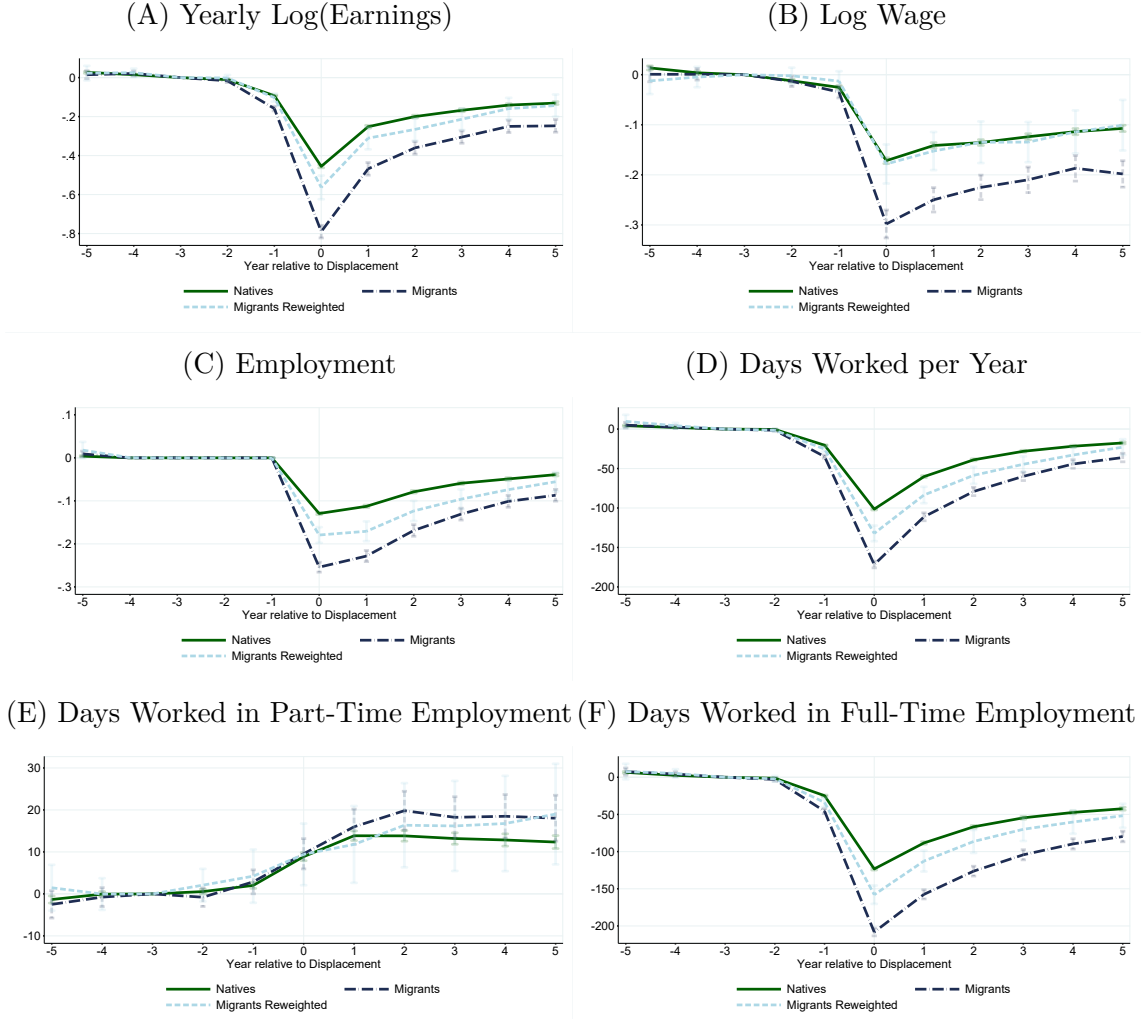 (A) Yearly Log(Earnings)
0
-.2
-.4
-.6
-.8
-5 -4 -3 -2 -1 0 1 2 3 4 5
Year relative to Displacement
Natives Migrants
Migrants Reweighted
(B) Log Wage
0
-.1
-.2
-.3
-5 -4 -3 -2 -1 0 1 2 3 4 5
Year relative to Displacement
Natives Migrants
Migrants Reweighted
(C) Employment
.1
0
-.1
-.2
-.3
-5 -4 -3 -2 -1 0 1 2 3 4 5
Year relative to Displacement
Natives Migrants
Migrants Reweighted
(D) Days Worked per Year
0
-50
-100
-150
-200
-5 -4 -3 -2 -1 0 1 2 3 4 5
Year relative to Displacement
Natives Migrants
Migrants Reweighted
(E) Days Worked in Part-Time Employment
30
20
10
0
-10
-5 -4 -3 -2 -1 0 1 2 3 4 5
Year relative to Displacement
Natives Migrants
Migrants Reweighted
(F) Days Worked in Full-Time Employment
0
-50
-100
-150
-200
-5 -4 -3 -2 -1 0 1 2 3 4 5
Year relative to Displacement
Natives Migrants
Migrants Reweighted